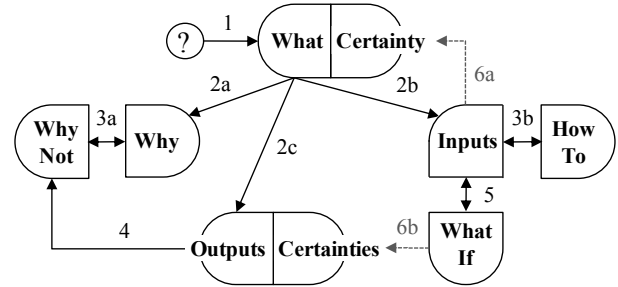 1
? What Certainty
2a 2b 6a
Why
Not
3a
Why
2c
Inputs
3b
How
To
4
5
Outputs Certainties
6b
What
If